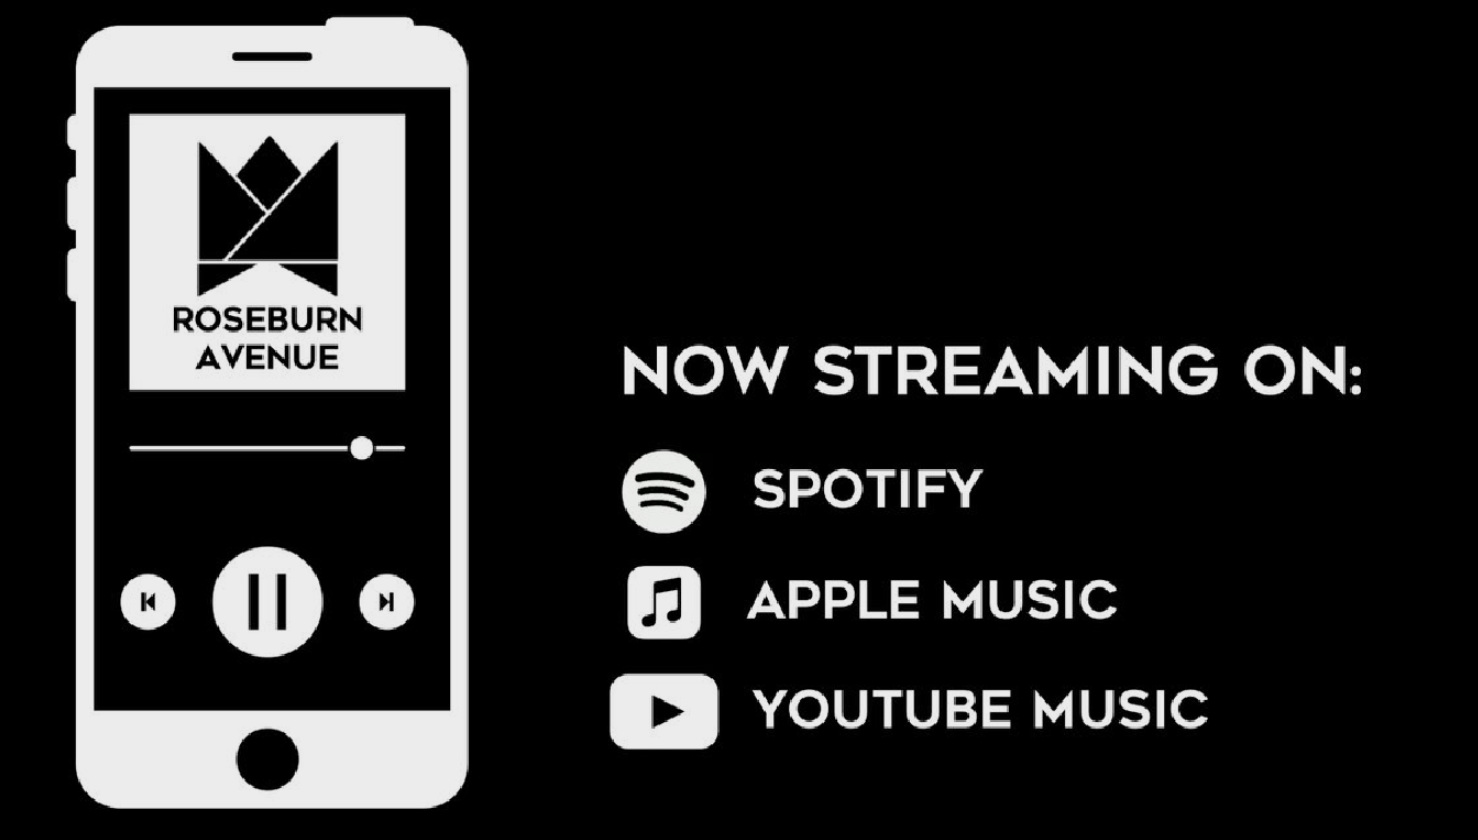 ROSEBURN
AVENUE
NOW STREAMING ON:
SPOTIFY
APPLE MUSIC
YOUTUBE MUSIC